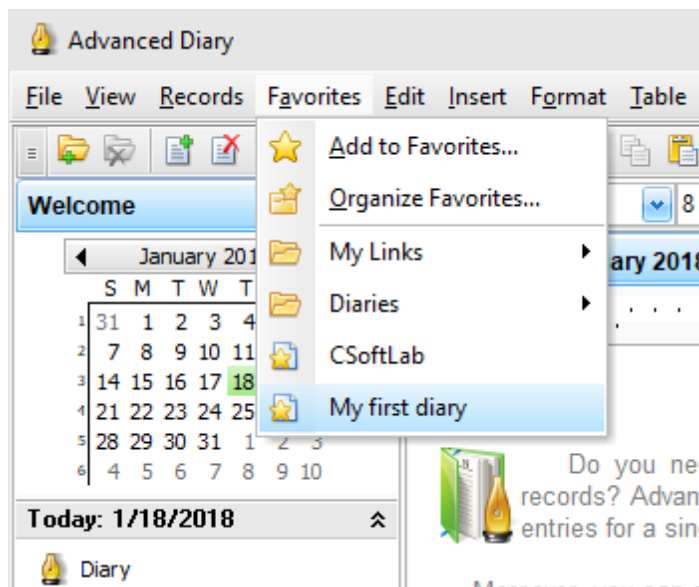 Advanced Diary
File View Records Favorites Edit Insert Format Table
Add to Favorites...
Organize Favorites...
My Links
Diaries
CSoftLab
My first diary
8
Welcome
ary 2018
January 201
S M T W T
1 31 1 2 3 4
2 7 8 9 10 11
3 14 15 16 17 18
4 21 22 23 24 25
5 28 29 30 31 1 2 3
6 4 5 6 7 8 9 10
Today: 1/18/2018
Diary
Do you ne
records? Advan
entries for a sin